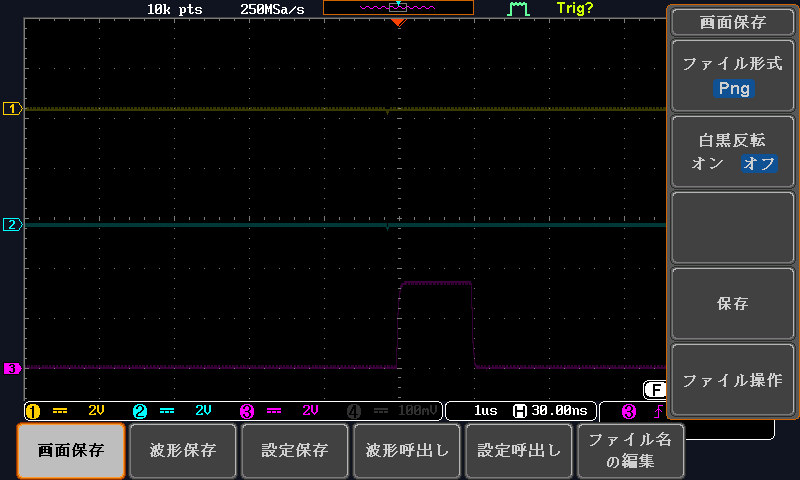 10k pts 250MSa/s Trig?
画面保存
ファイル形式
Png
白黒反転
オン オフ
保存
ファイル操作
1
2
3
F
1 2V 2 2V 3 2V 4 100mV 1us H 30.00ns 3
画面保存 波形保存 設定保存 波形呼出し 設定呼出し ファイル名
の編集